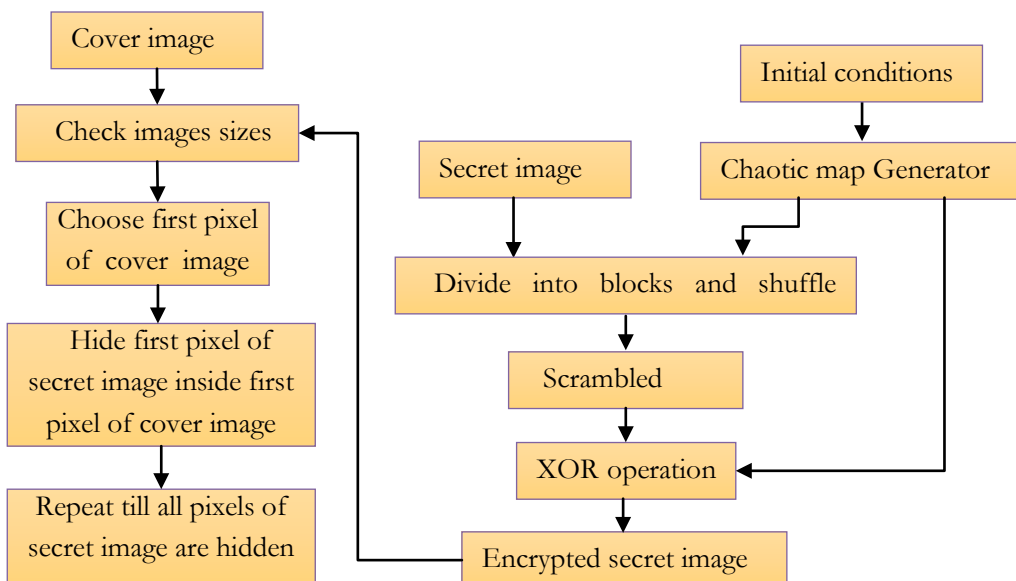 Cover image
Check images sizes
Choose first pixel
of cover image
Hide first pixel of
secret image inside first
pixel of cover image
Repeat till all pixels of
secret image are hidden
Initial conditions
Chaotic map Generator
Secret image
Divide into blocks and shuffle
Scrambled
XOR operation
Encrypted secret image